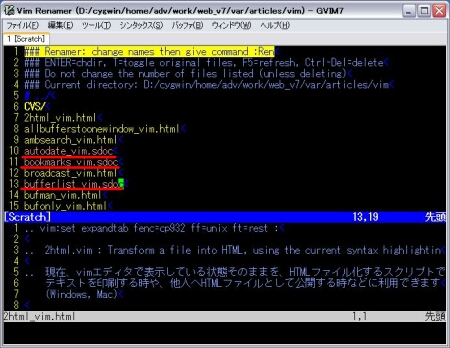 Vim Renamer (D:/cygwin/home/adv/work/web_v7/var/articles/vim) - GVIM7
ファイル(F) 編集(E) ツール(T) シンタックス(S) バッファ(B) ウィンドウ(W) ヘルプ(H)
1 [Scratch]
1 ### Renamer: change names then give command :Ren
2 ### ENTER=chdir, T=toggle original files, F5=refresh, Ctrl-Del=delete
3 ### Do not change the number of files listed (unless deleting)
4 ### Current directory: D:/cygwin/home/adv/work/web_v7/var/articles/vim
5 # ../
6 CVS/
7 2html_vim.html
8 allbufferstoonewindow_vim.html
9 ambsearch_vim.html
10 autodate_vim.sdoc
11 bookmarks_vim.sdoc
12 broadcast_vim.html
13 bufferlist_vim.sdoc
14 bufman_vim.html
15 bufonly_vim.html
[Scratch] 13,19 先頭
1 .. vim:set expandtab fenc=cp932 ff=unix ft=rest :
2
3 .. 2html.vim : Transform a file into HTML, using the current syntax highlightin
4
5 .. 現在、vimエディタで表示している状態そのままを、HTMLファイル化するスクリプトで
6 テキストを印刷する時や、他人へHTMLファイルとして公開する時などに利用できます
7 (Windows, Mac)
8
2html_vim.html 1,1 先頭